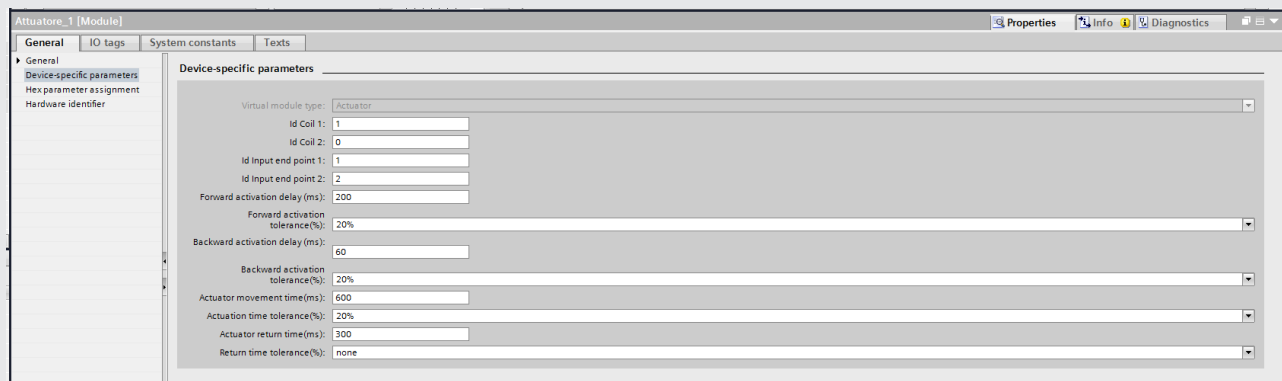 Attuatore_1 [Module]
Properties
Info
Diagnostics
General
IO tags
System constants
Texts
General
Device-specific parameters
Hex parameter assignment
Hardware identifier
Device-specific parameters
Virtual module type: Actuator
Id Coil 1: 1
Id Coil 2: 0
Id Input end point 1: 1
Id Input end point 2: 2
Forward activation delay (ms): 200
Forward activation
tolerance(%): 20%
Backward activation delay (ms):
60
Backward activation
tolerance(%): 20%
Actuator movement time(ms): 600
Actuation time tolerance(%): 20%
Actuator return time(ms): 300
Return time tolerance(%): none